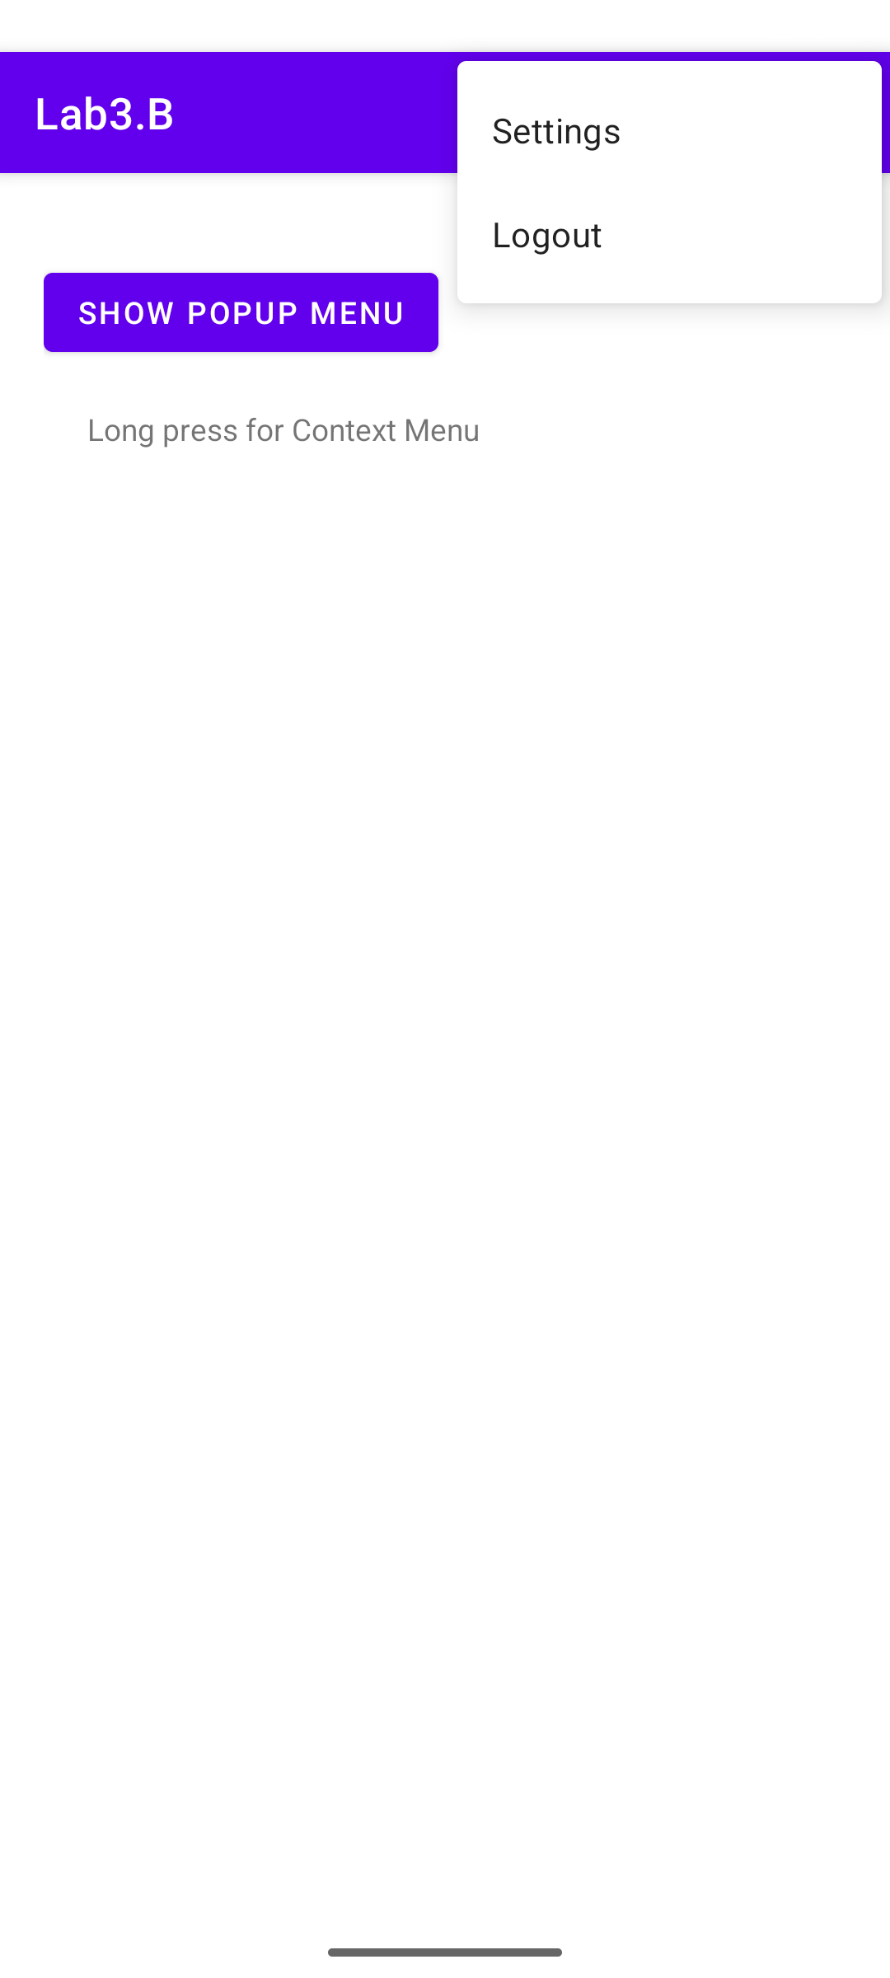 Lab3.B
Settings
Logout
SHOW POPUP MENU
Long press for Context Menu